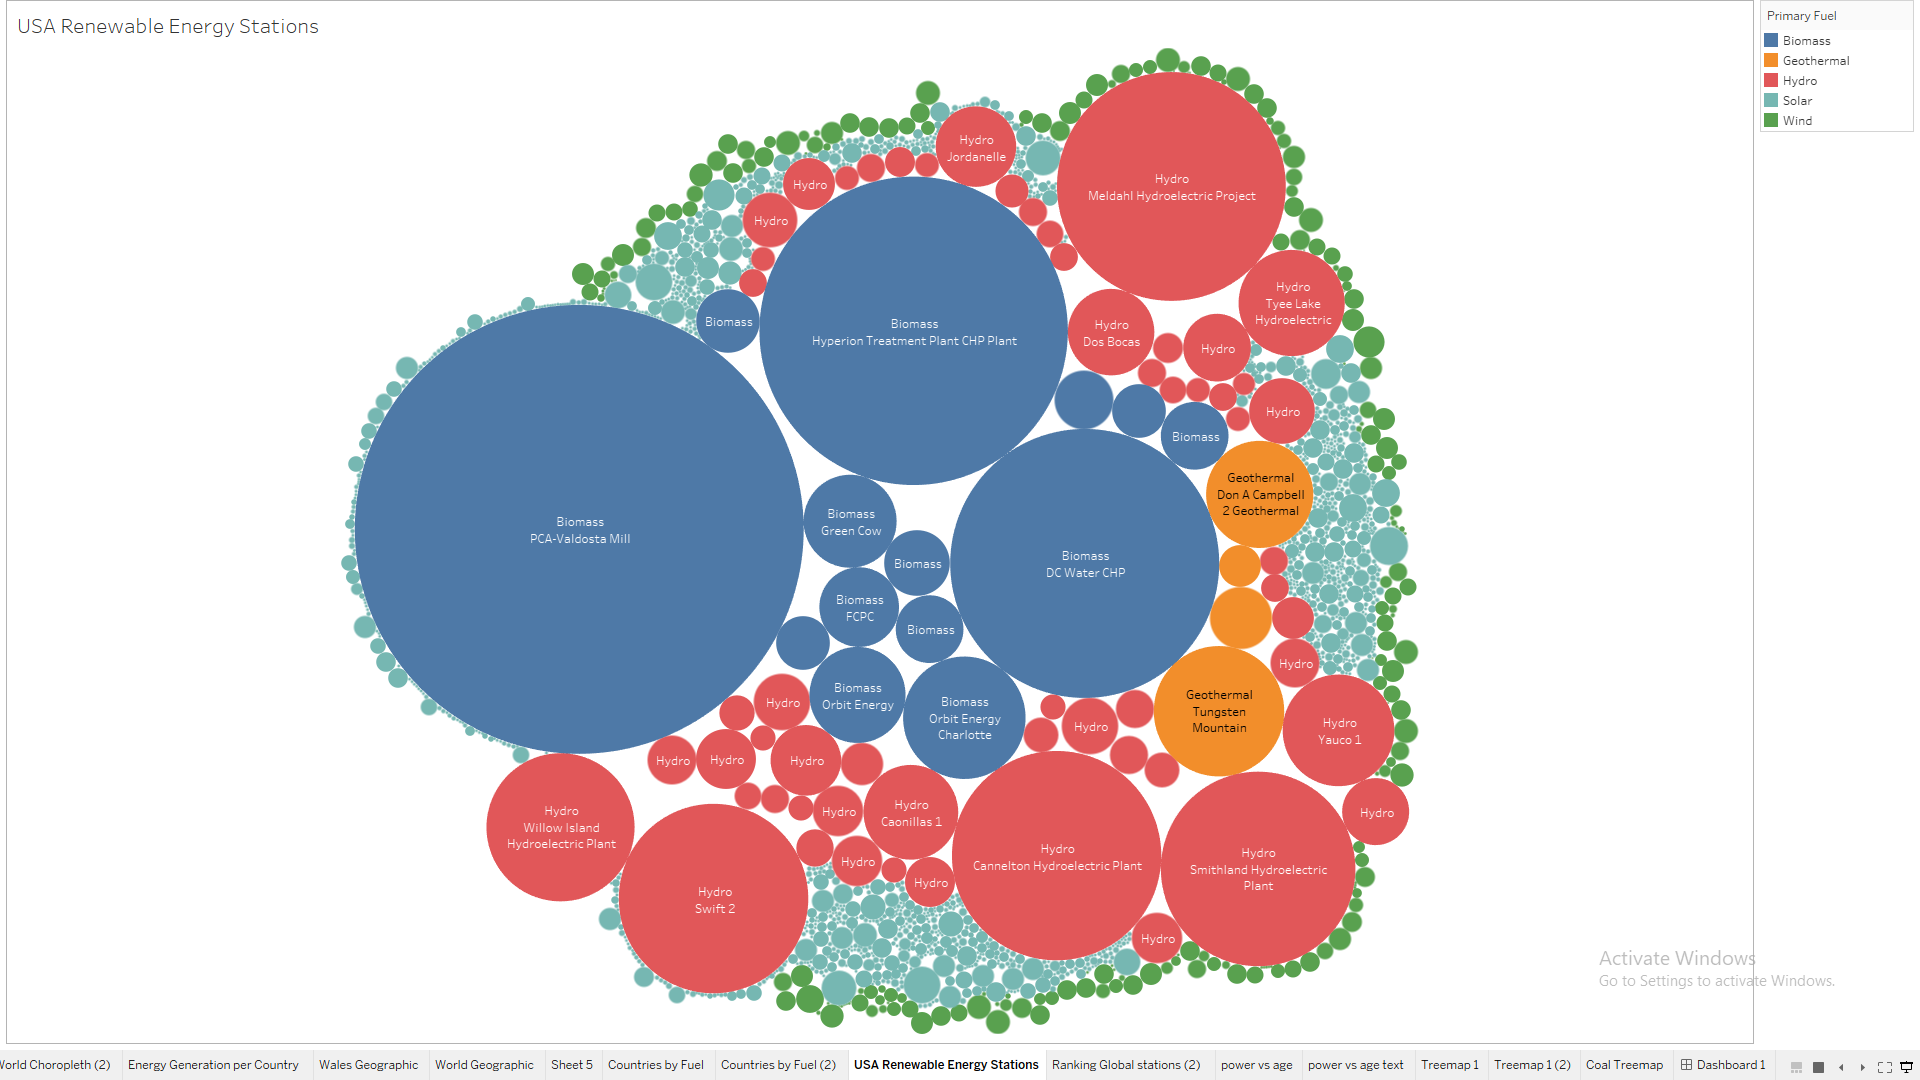 USA Renewable Energy Stations
Primary Fuel
Biomass
Geothermal
Hydro
Solar
Wind
Hydro
Jordanelle
Hydro
Meldahl Hydroelectric Project
Hydro
Hydro
Hydro
Tyee Lake
Hydroelectric
Biomass
Biomass
Hyperion Treatment Plant CHP Plant
Hydro
Dos Bocas
Hydro
Hydro
Biomass
Geothermal
Don A Campbell
2 Geothermal
Biomass
PCA-Valdosta Mill
Biomass
Green Cow
Biomass
Biomass
DC Water CHP
Biomass
FCPC
Biomass
Hydro
Biomass
Orbit Energy
Biomass
Orbit Energy
Charlotte
Geothermal
Tungsten
Mountain
Hydro
Hydro
Hydro
Yauco 1
Hydro
Hydro
Hydro
Hydro
Willow Island
Hydroelectric Plant
Hydro
Hydro
Caonillas 1
Hydro
Hydro
Cannelton Hydroelectric Plant
Hydro
Smithland Hydroelectric
Plant
Hydro
Hydro
Hydro
Swift 2
Hydro
Activate Windows
Go to Settings to activate Windows.
World Choropleth (2)
Energy Generation per Country
Wales Geographic
World Geographic
Sheet 5
Countries by Fuel
Countries by Fuel (2)
USA Renewable Energy Stations
Ranking Global stations (2)
power vs age
power vs age text
Treemap 1
Treemap 1 (2)
Coal Treemap
Dashboard 1